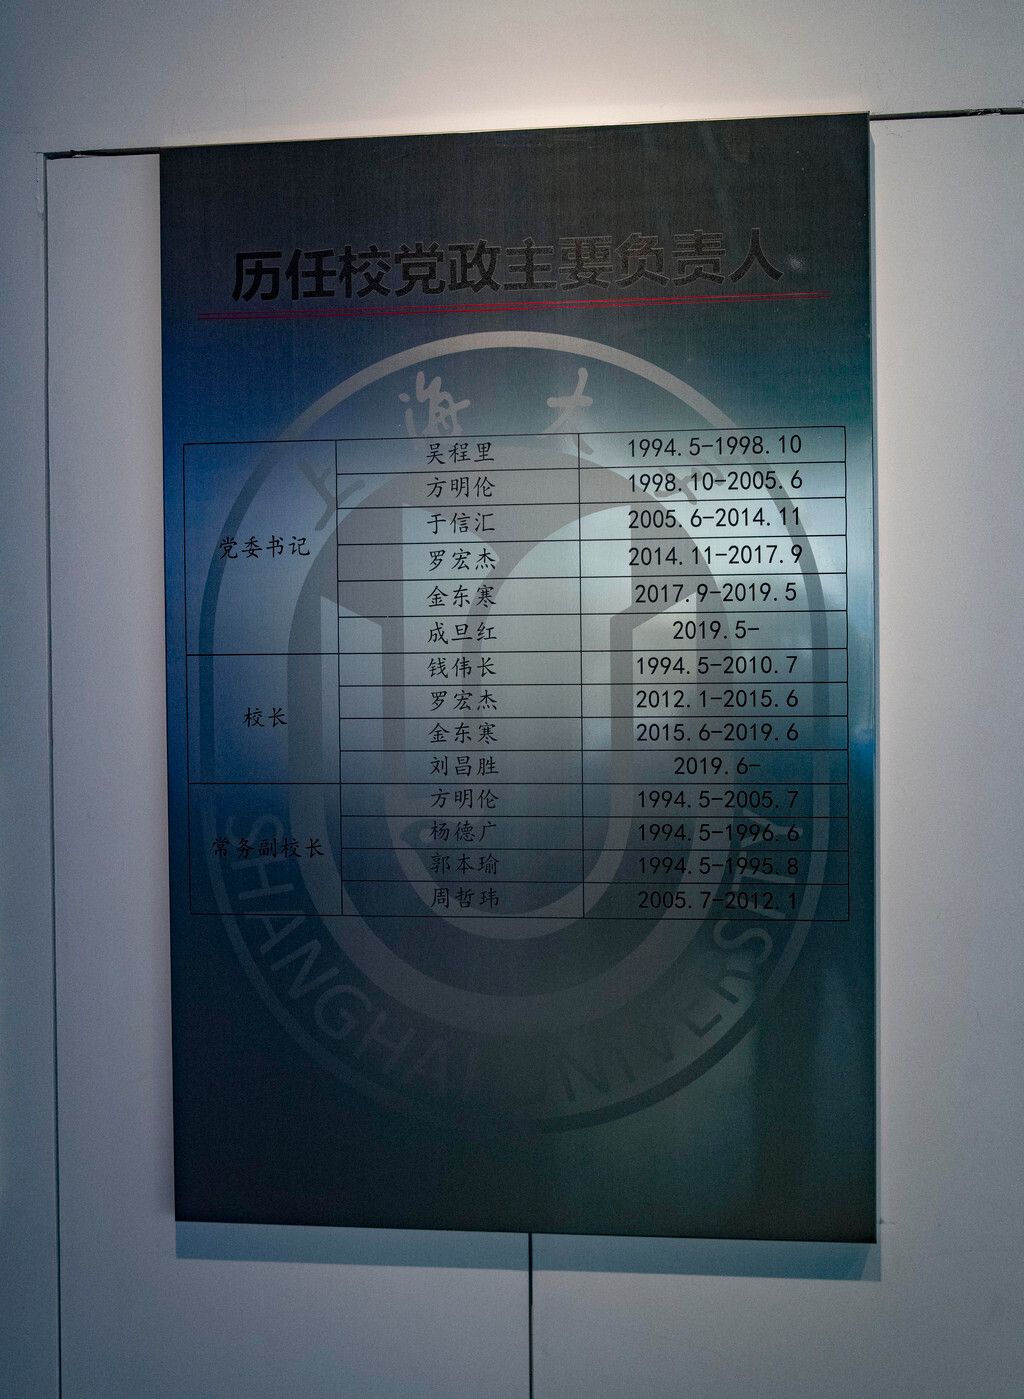 历任校党政主要负责人
上海大学
党委书记
吴程里 1994.5-1998.10
方明伦 1998.10-2005.6
于信汇 2005.6-2014.11
罗宏杰 2014.11-2017.9
金东寒 2017.9-2019.5
成旦红 2019.5-
校长
钱伟长 1994.5-2010.7
罗宏杰 2012.1-2015.6
金东寒 2015.6-2019.6
刘昌胜 2019.6-
常务副校长
方明伦 1994.5-2005.7
杨德广 1994.5-1996.6
郭本瑜 1994.5-1995.8
周哲玮 2005.7-2012.1
SHANGHAI UNIVERSITY